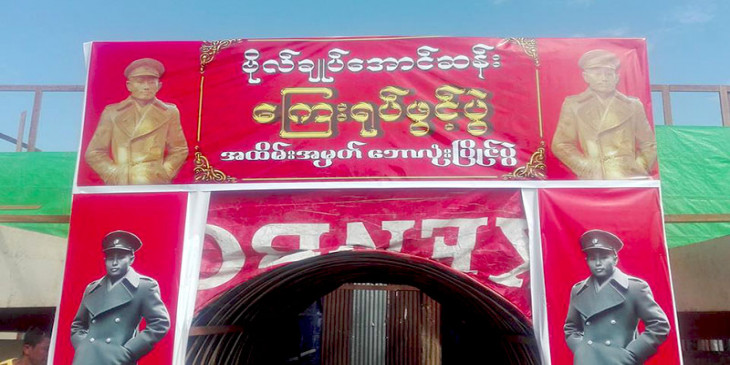 ဗိုလ်ချုပ်အောင်ဆန်း
ကြေးရုပ်ဖွင့်ပွဲ
အထိမ်းအမှတ် ဘောလုံးပြိုင်ပွဲ